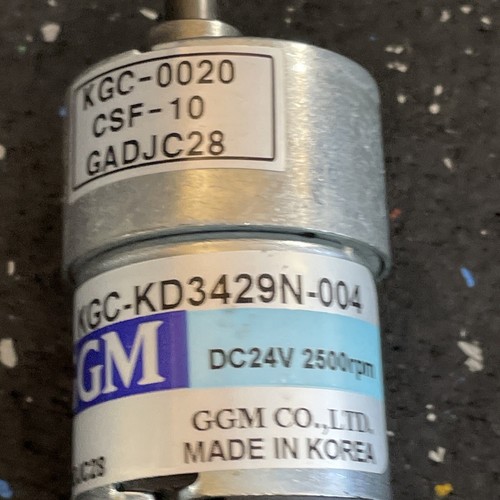 KGC-0020
CSF-10
GADJC28
KGC-KD3429N-004
GGM
DC24V 2500rpm
GGM CO.,LTD.
MADE IN KOREA